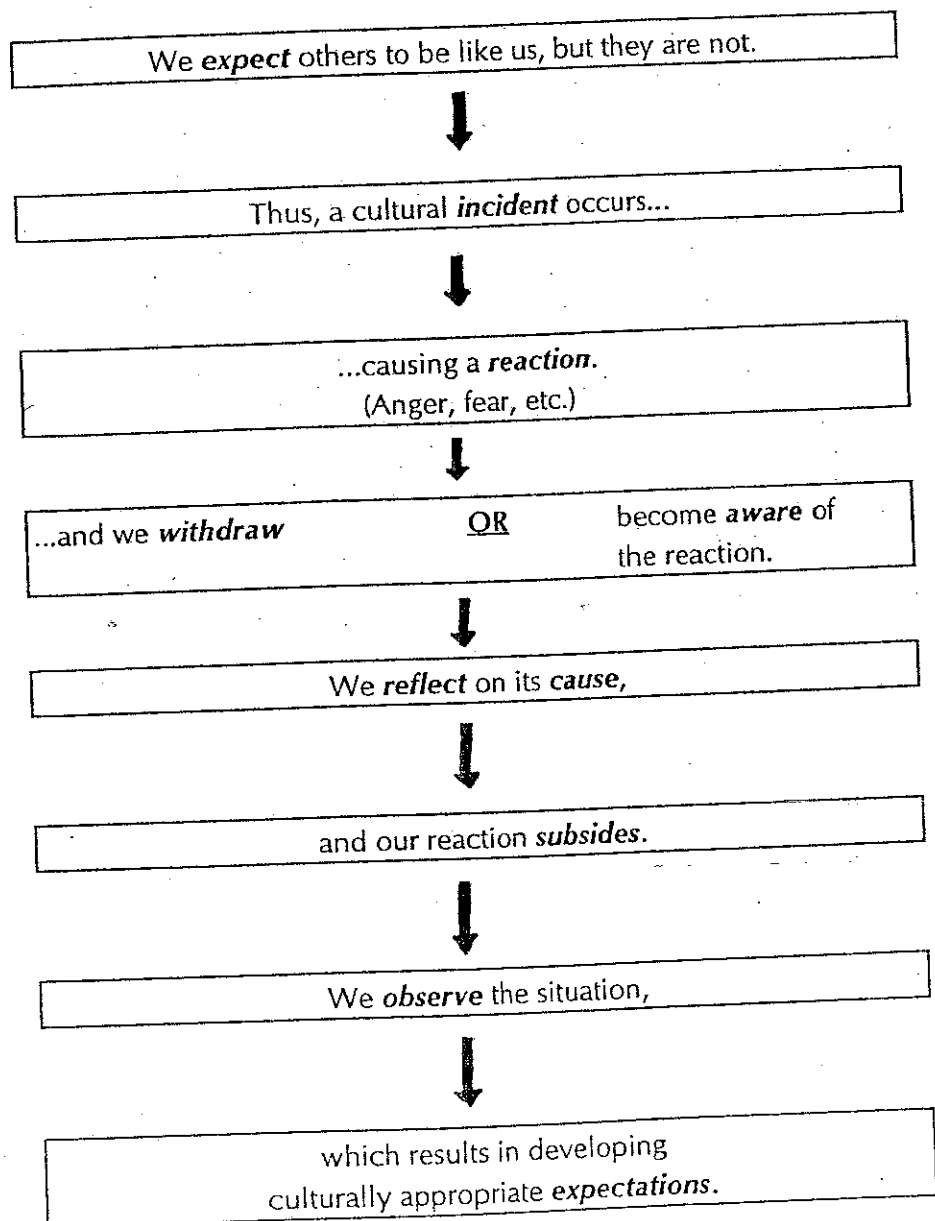 We expect others to be like us, but they are not.
Thus, a cultural incident occurs...
...causing a reaction.
(Anger, fear, etc.)
...and we withdraw OR become aware of
the reaction.
We reflect on its cause,
and our reaction subsides.
We observe the situation,
which results in developing
culturally appropriate expectations.